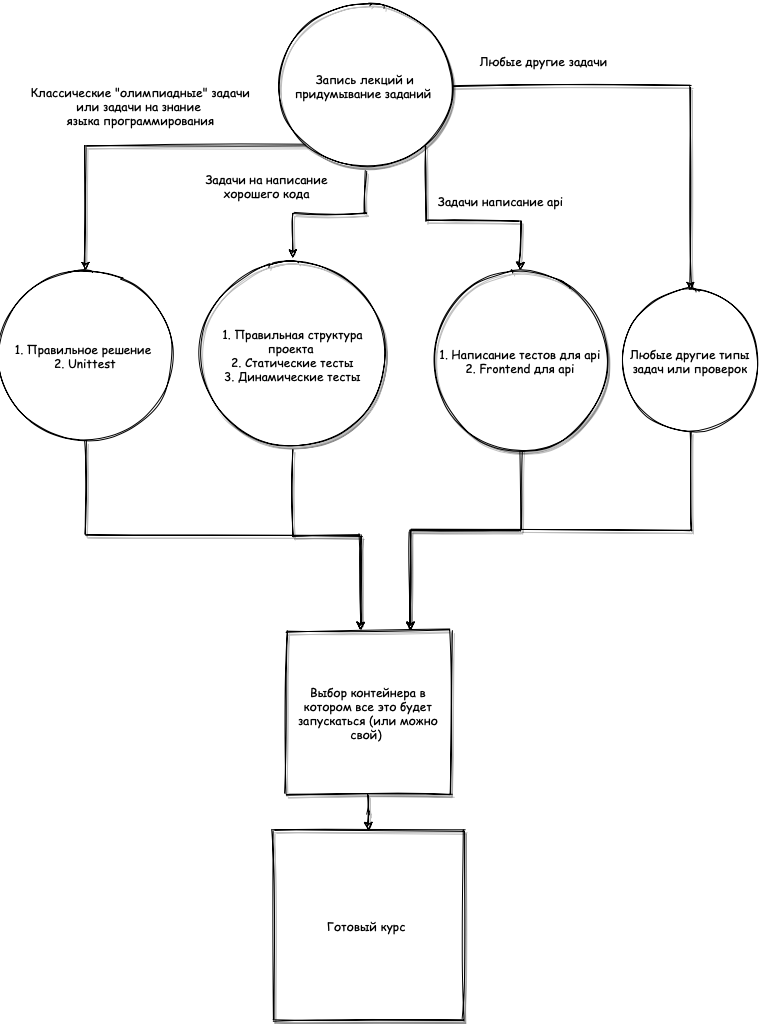 Запись лекций и
придумывание заданий
Любые другие задачи
Классические "олимпиадные" задачи
или задачи на знание
языка программирования
Задачи на написание
хорошего кода
Задачи написание api
1. Правильное решение
2. Unittest
1. Правильная структура
проекта
2. Статические тесты
3. Динамические тесты
1. Написание тестов для api
2. Frontend для api
Любые другие типы
задач или проверок
Выбор контейнера в
котором все это будет
запускаться (или можно
свой)
Готовый курс